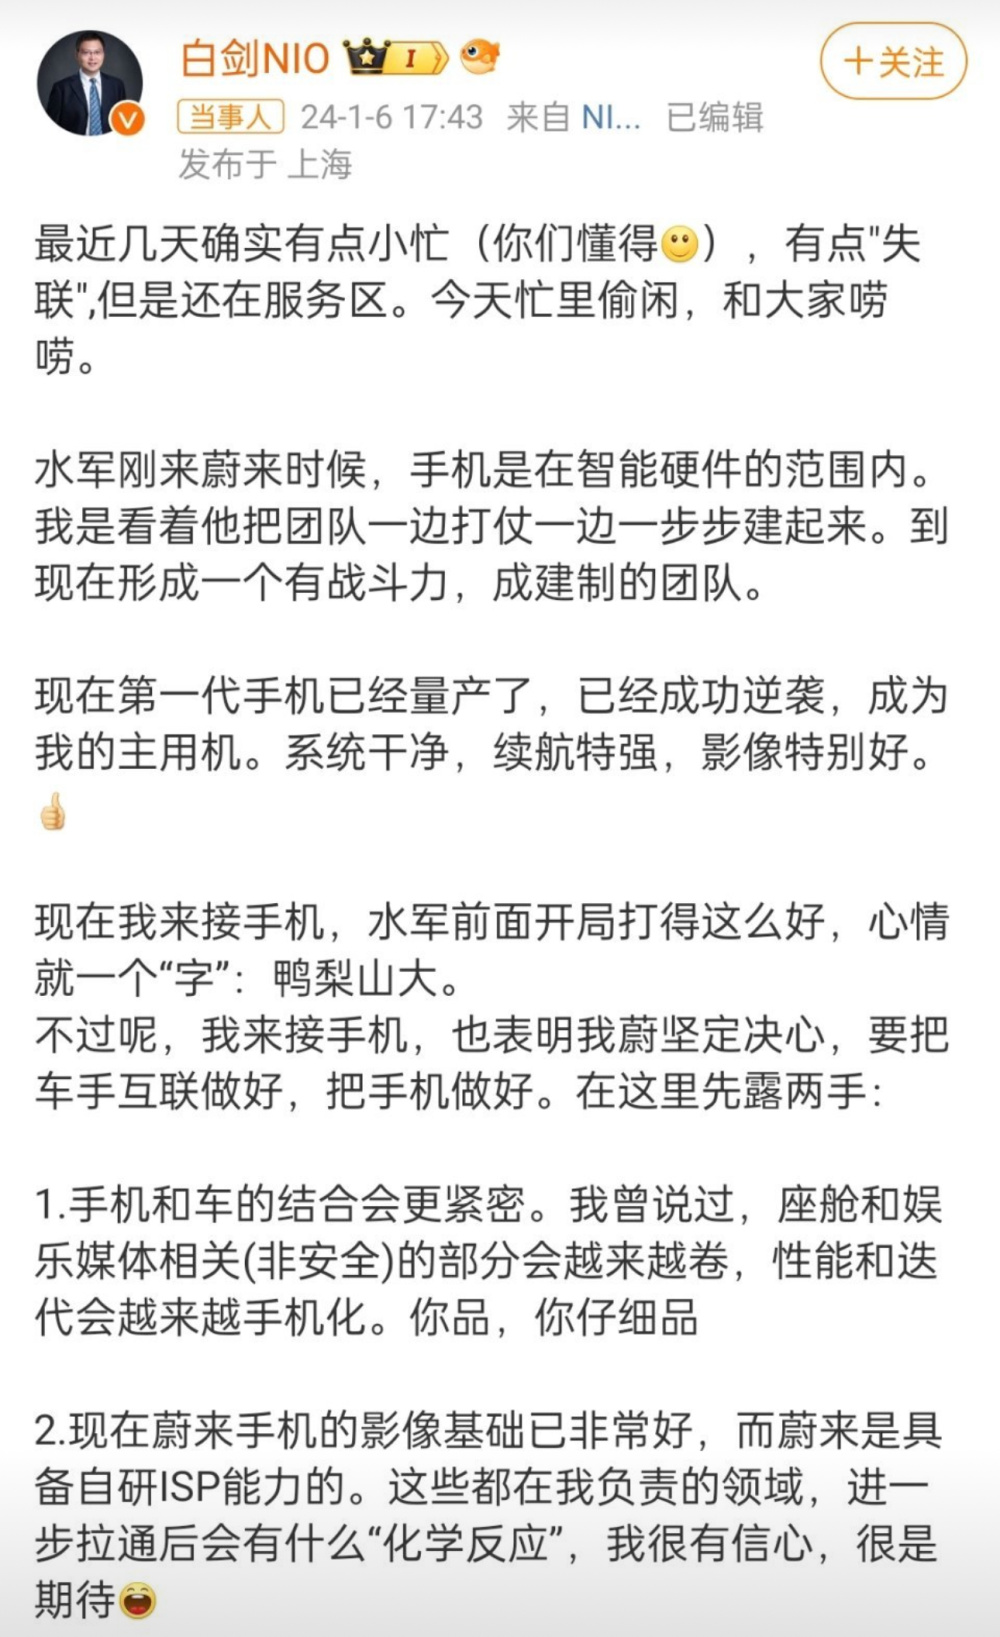 白剑NIO I
+关注
当事人 24-1-6 17:43 来自 NI... 已编辑
发布于 上海
最近几天确实有点小忙（你们懂得🙂），有点"失
联",但是还在服务区。今天忙里偷闲，和大家唠
唠。
水军刚来蔚来时候，手机是在智能硬件的范围内。
我是看着他把团队一边打仗一边一步步建起来。到
现在形成一个有战斗力，成建制的团队。
现在第一代手机已经量产了，已经成功逆袭，成为
我的主用机。系统干净，续航特强，影像特别好。
👍
现在我来接手机，水军前面开局打得这么好，心情
就一个“字”：鸭梨山大。
不过呢，我来接手机，也表明我蔚坚定决心，要把
车手互联做好，把手机做好。在这里先露两手：
1.手机和车的结合会更紧密。我曾说过，座舱和娱
乐媒体相关(非安全)的部分会越来越卷，性能和迭
代会越来越手机化。你品，你仔细品
2.现在蔚来手机的影像基础已非常好，而蔚来是具
备自研ISP能力的。这些都在我负责的领域，进一
步拉通后会有什么“化学反应”，我很有信心，很是
期待😄